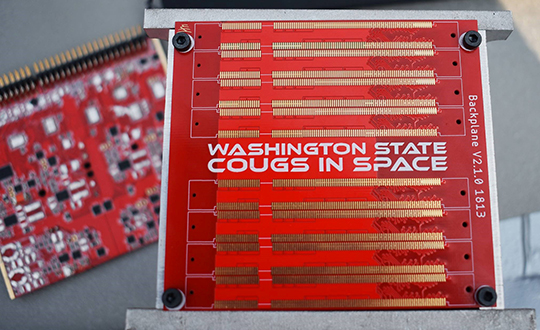 WASHINGTON STATE
COUGS IN SPACE
Backplane V2.1.0 1813